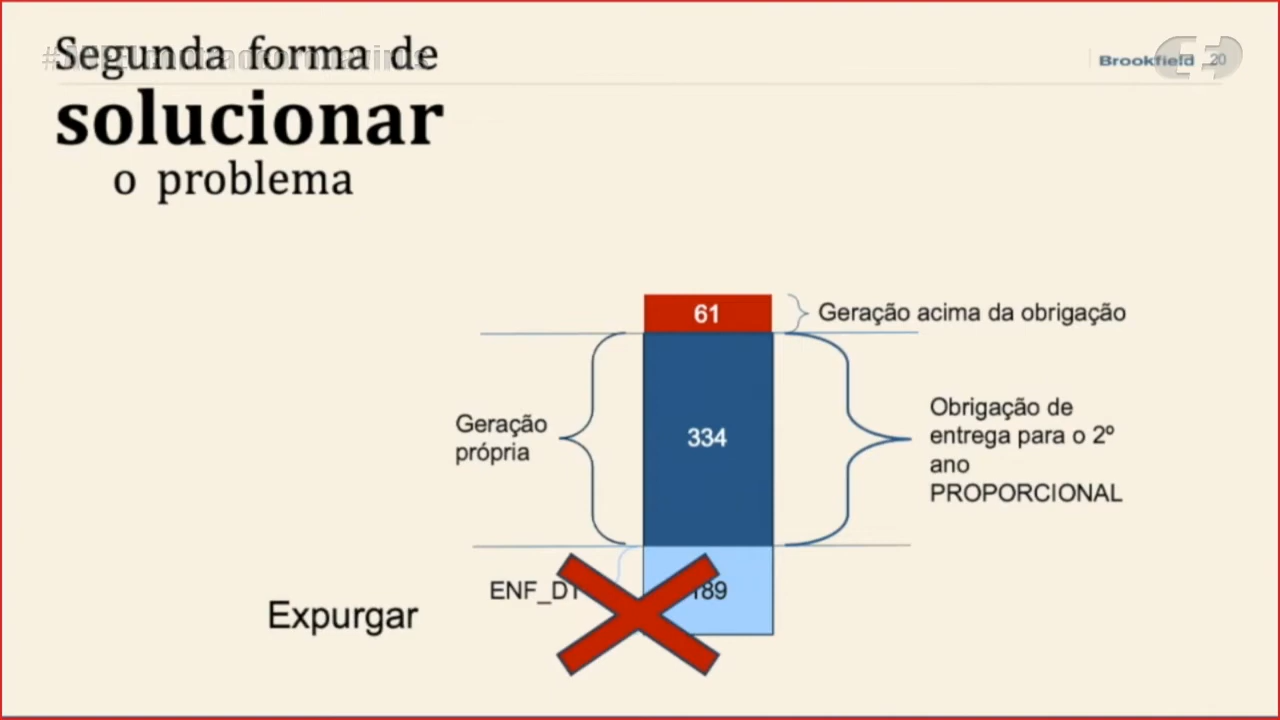 Segunda forma de
solucionar
o problema
Brookfield 20
61
Geração acima da obrigação
334
Geração
própria
Obrigação de
entrega para o 2º
ano
PROPORCIONAL
Expurgar